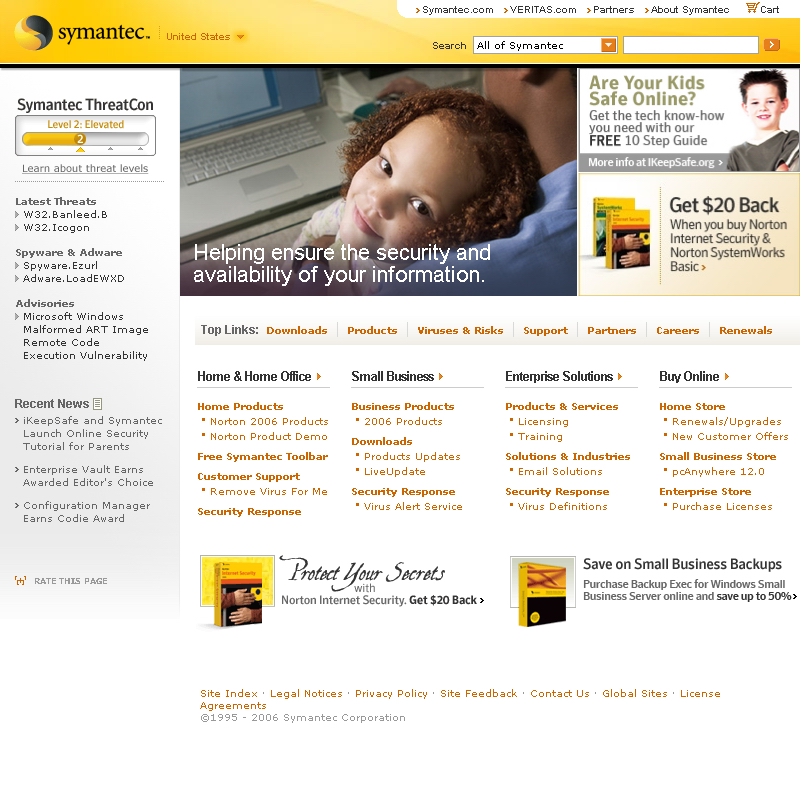 Symantec.com VERITAS.com Partners About Symantec Cart
symantec.
United States
Search All of Symantec
Symantec ThreatCon
Level 2: Elevated
2
Learn about threat levels
Latest Threats
W32.Banleed.B
W32.Icogon
Spyware & Adware
Spyware.Ezurl
Adware.LoadEWXD
Advisories
Microsoft Windows
Malformed ART Image
Remote Code
Execution Vulnerability
Recent News
iKeepSafe and Symantec
Launch Online Security
Tutorial for Parents
Enterprise Vault Earns
Awarded Editor's Choice
Configuration Manager
Earns Codie Award
RATE THIS PAGE
Helping ensure the security and
availability of your information.
Are Your Kids
Safe Online?
Get the tech know-how
you need with our
FREE 10 Step Guide
More info at IKeepSafe.org >
Get $20 Back
When you buy Norton
Internet Security &
Norton SystemWorks
Basic >
Top Links: Downloads Products Viruses & Risks Support Partners Careers Renewals
Home & Home Office
Home Products
• Norton 2006 Products
• Norton Product Demo
Free Symantec Toolbar
Customer Support
• Remove Virus For Me
Security Response
Small Business
Business Products
• 2006 Products
Downloads
• Products Updates
• LiveUpdate
Security Response
• Virus Alert Service
Enterprise Solutions
Products & Services
• Licensing
• Training
Solutions & Industries
• Email Solutions
Security Response
• Virus Definitions
Buy Online
Home Store
• Renewals/Upgrades
• New Customer Offers
Small Business Store
• pcAnywhere 12.0
Enterprise Store
• Purchase Licenses
Protect Your Secrets
with
Norton Internet Security. Get $20 Back >
Save on Small Business Backups
Purchase Backup Exec for Windows Small
Business Server online and save up to 50% >
Site Index · Legal Notices · Privacy Policy · Site Feedback · Contact Us · Global Sites · License
Agreements
©1995 - 2006 Symantec Corporation